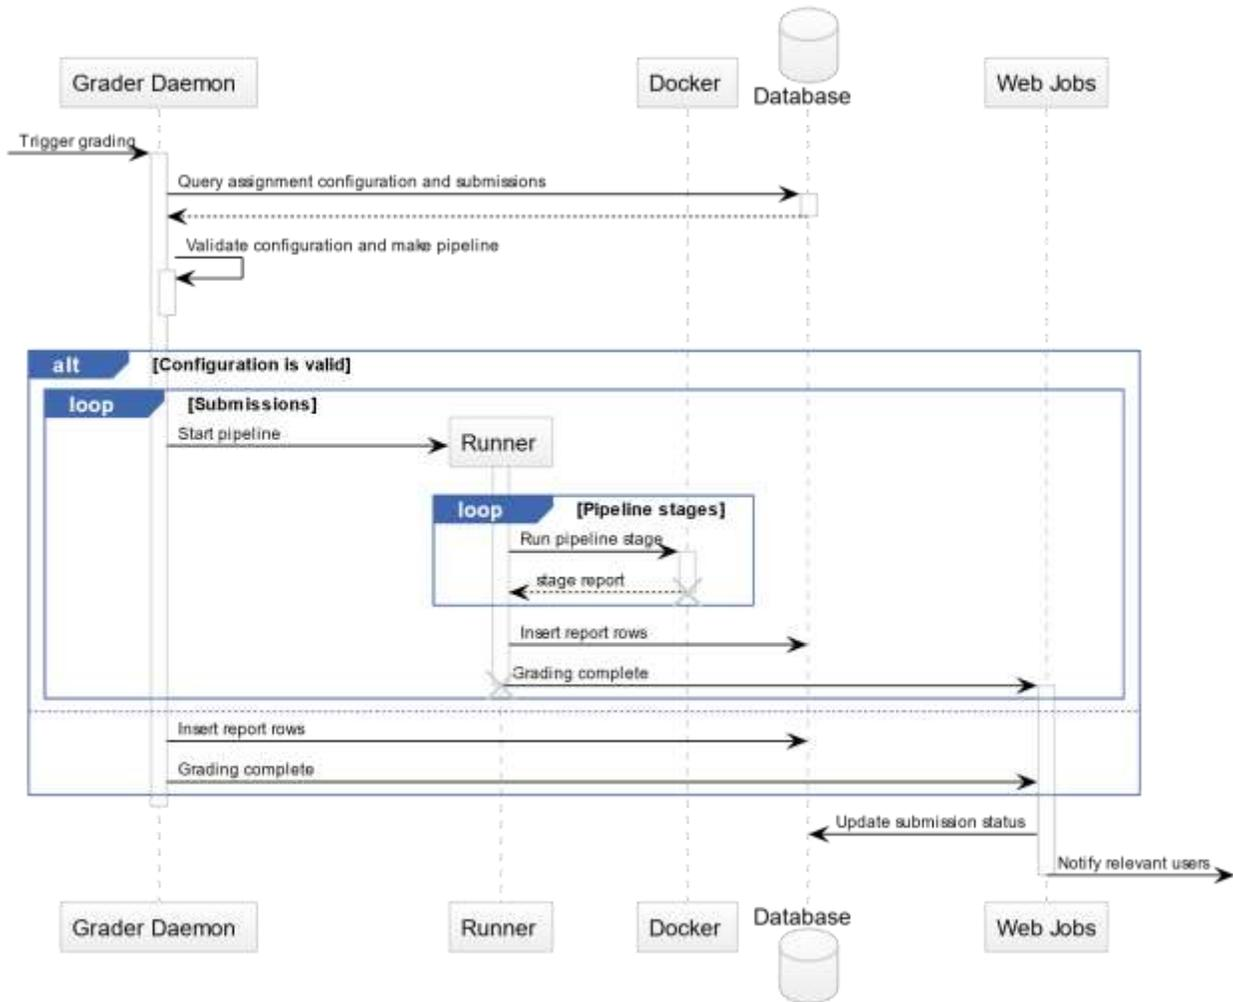 Grader Daemon
Docker
Database
Web Jobs
Trigger grading
Query assignment configuration and submissions
Validate configuration and make pipeline
alt [Configuration is valid]
loop [Submissions]
Start pipeline
Runner
loop [Pipeline stages]
Run pipeline stage
stage report
Insert report rows
Grading complete
Insert report rows
Grading complete
Update submission status
Notify relevant users
Grader Daemon
Runner
Docker
Database
Web Jobs